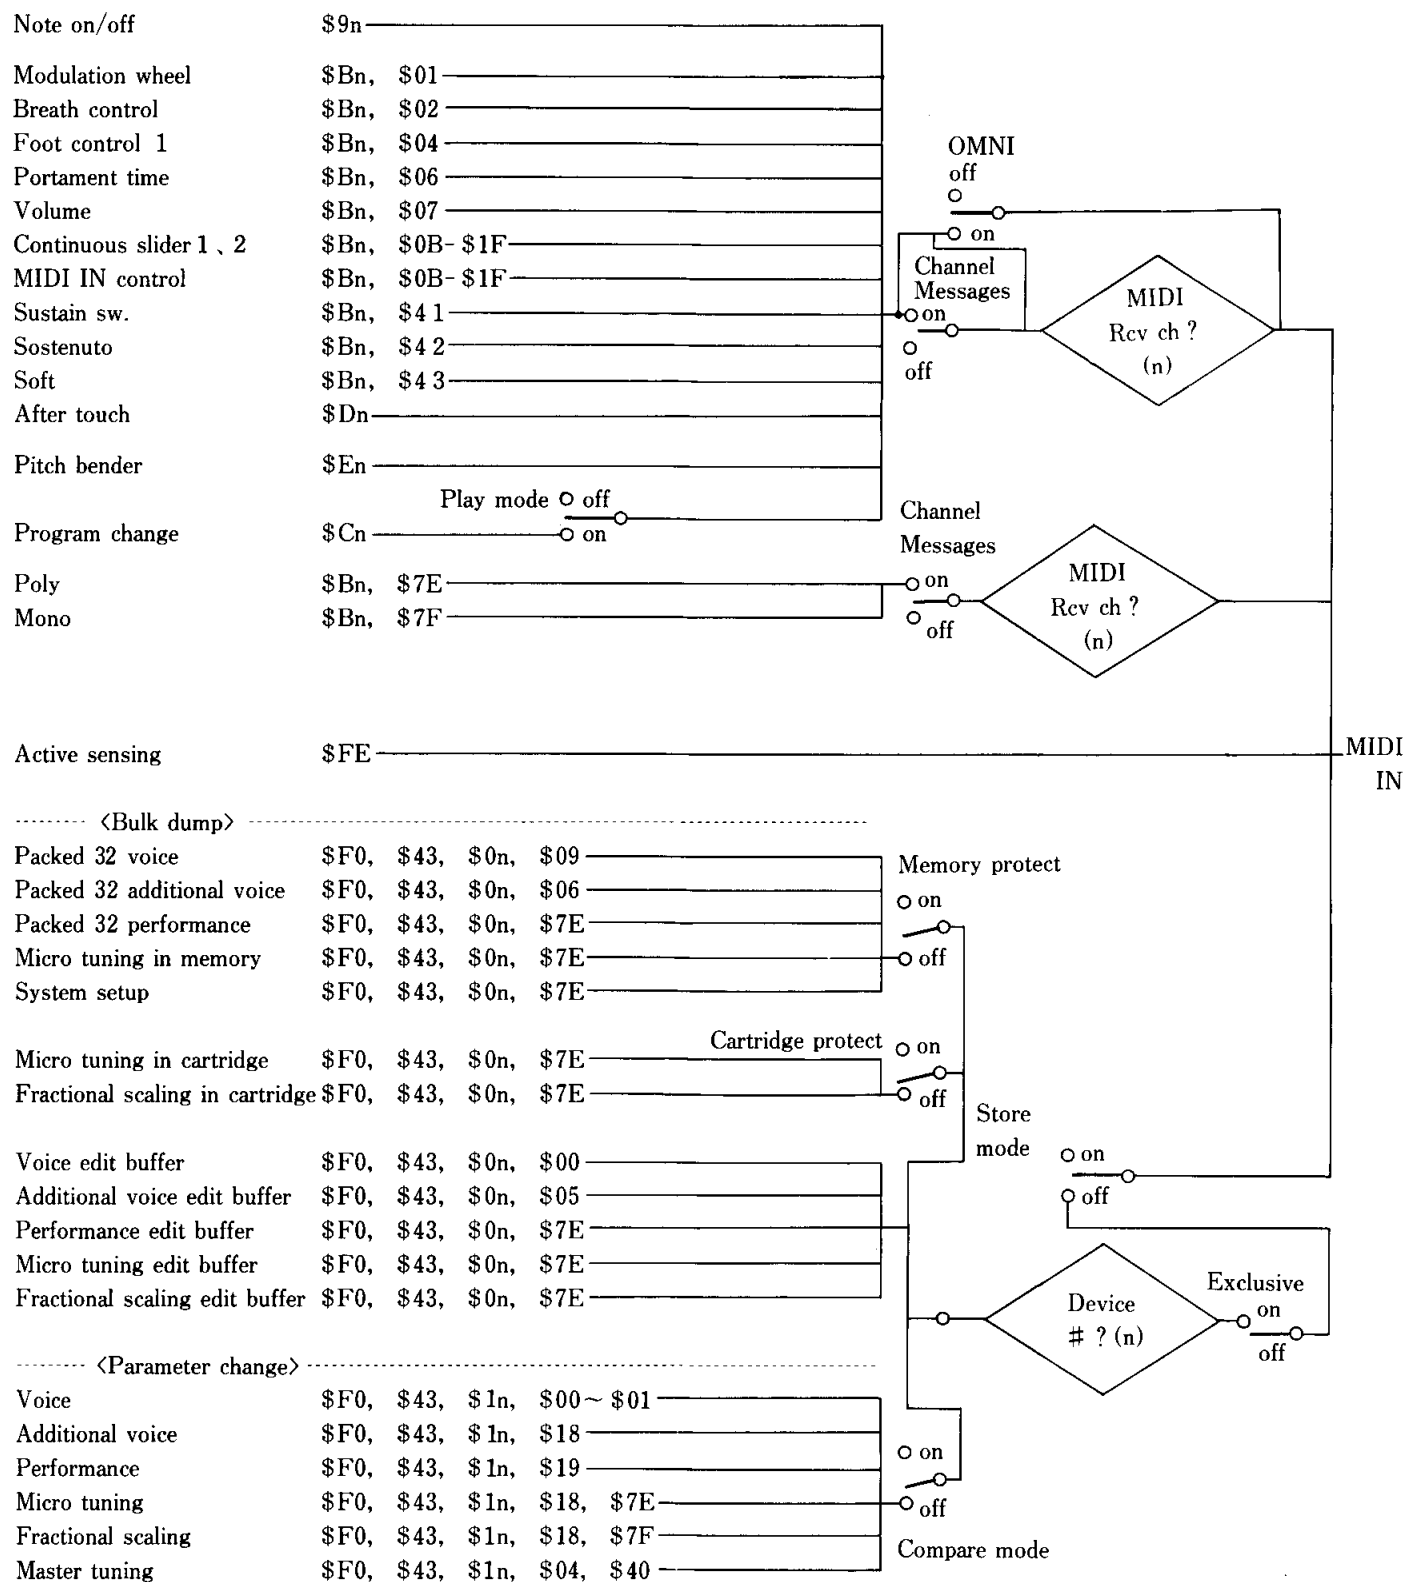 Note on/off $9n
Modulation wheel $Bn, $01
Breath control $Bn, $02
Foot control 1 $Bn, $04
Portament time $Bn, $06
Volume $Bn, $07
Continuous slider 1、2 $Bn, $0B-$1F
MIDI IN control $Bn, $0B-$1F
Sustain sw. $Bn, $41
Sostenuto $Bn, $42
Soft $Bn, $43
After touch $Dn
Pitch bender $En
Play mode off
on
Program change $Cn
Poly $Bn, $7E
Mono $Bn, $7F
OMNI
off
on
Channel
Messages
on
off
MIDI
Rcv ch ?
(n)
Channel
Messages
on
off
MIDI
Rcv ch ?
(n)
Active sensing $FE
MIDI
IN
〈Bulk dump〉
Packed 32 voice $F0, $43, $0n, $09
Packed 32 additional voice $F0, $43, $0n, $06
Packed 32 performance $F0, $43, $0n, $7E
Micro tuning in memory $F0, $43, $0n, $7E
System setup $F0, $43, $0n, $7E
Memory protect
on
off
Micro tuning in cartridge $F0, $43, $0n, $7E
Fractional scaling in cartridge $F0, $43, $0n, $7E
Cartridge protect on
off
Voice edit buffer $F0, $43, $0n, $00
Additional voice edit buffer $F0, $43, $0n, $05
Performance edit buffer $F0, $43, $0n, $7E
Micro tuning edit buffer $F0, $43, $0n, $7E
Fractional scaling edit buffer $F0, $43, $0n, $7E
Store
mode
on
off
Device
# ? (n)
Exclusive
on
off
〈Parameter change〉
Voice $F0, $43, $1n, $00~$01
Additional voice $F0, $43, $1n, $18
Performance $F0, $43, $1n, $19
Micro tuning $F0, $43, $1n, $18, $7E
Fractional scaling $F0, $43, $1n, $18, $7F
Master tuning $F0, $43, $1n, $04, $40
on
off
Compare mode